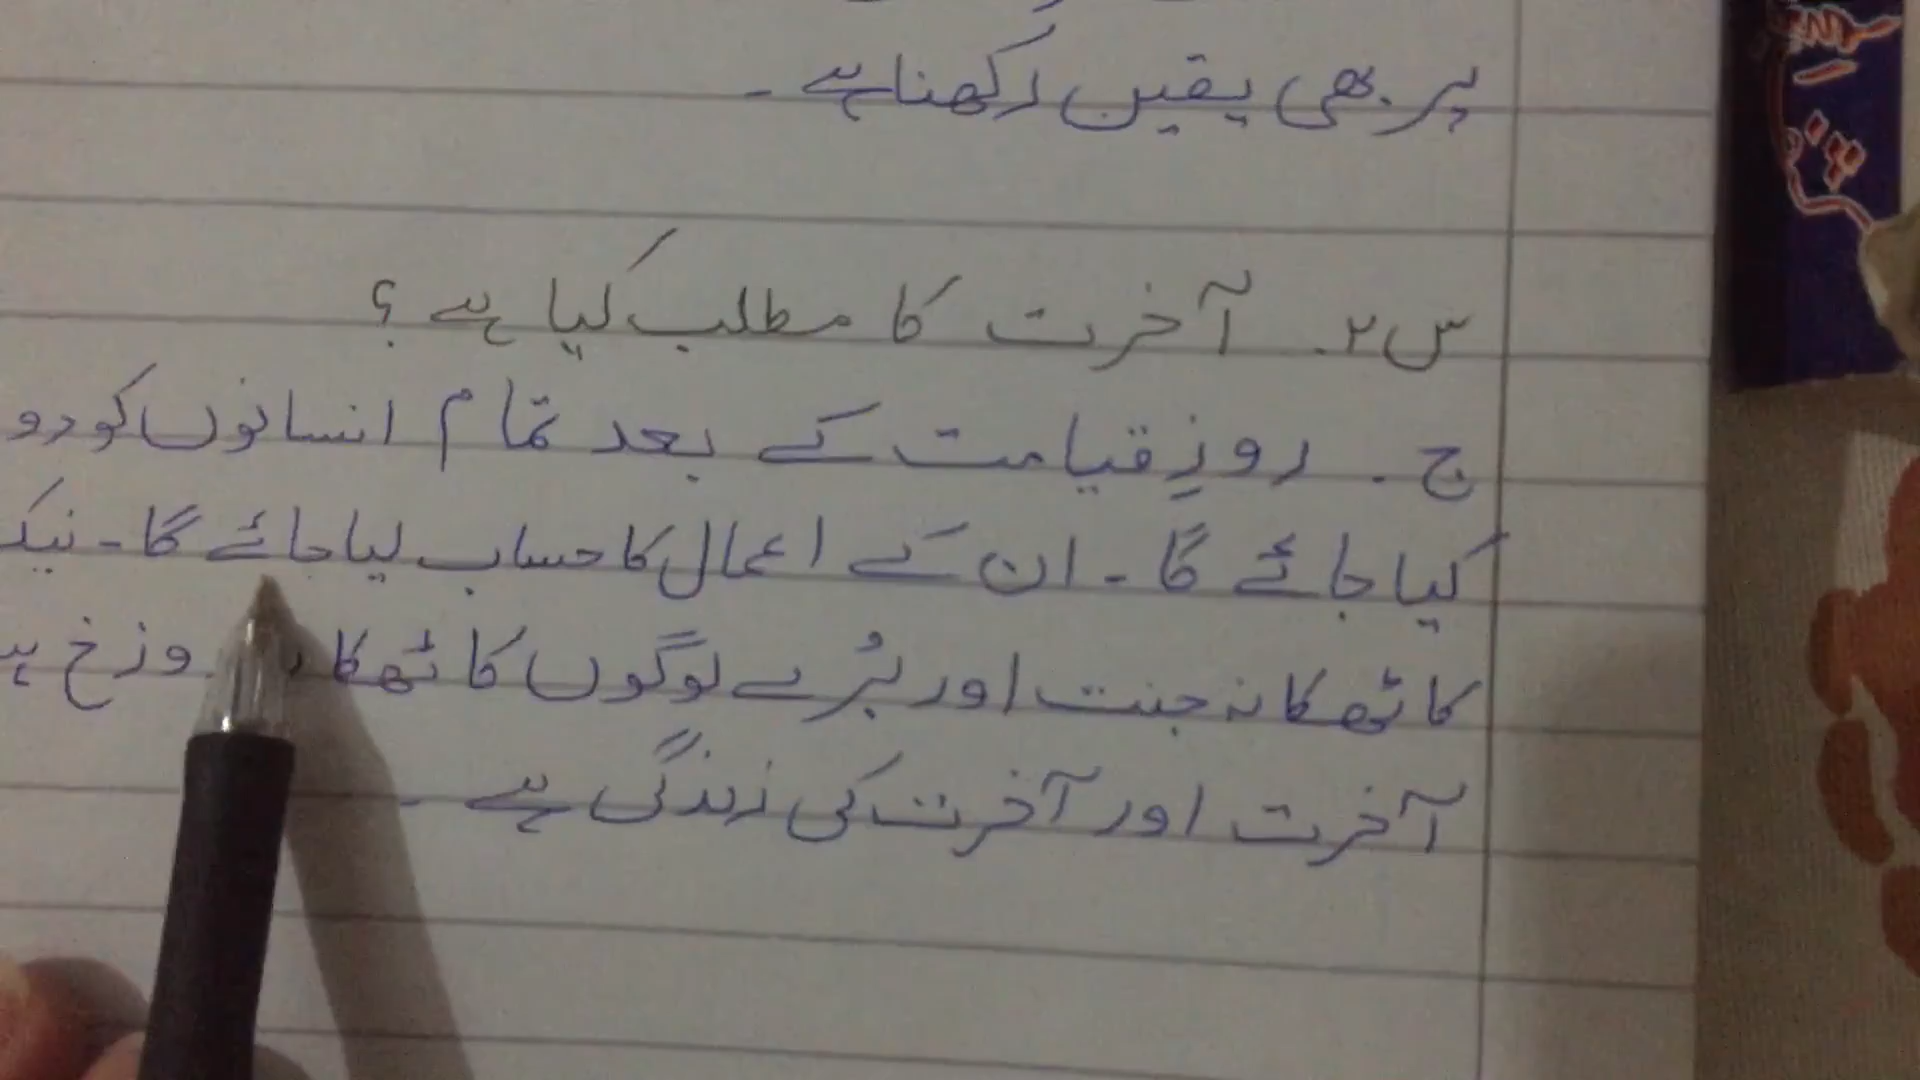 پر بھی یقین رکھنا ہے ۔
س۲. آخرت کا مطلب کیا ہے ؟
ج . روزِ قیامت کے بعد تمام انسانوں کو دو
کیا جائے گا ۔ ان کے اعمال کا حساب لیا جائے گا ۔ نیک
کا ٹھکانہ جنت اور بُرے لوگوں کا ٹھکا
آخرت اور آخرت کی زندگی ہے ۔